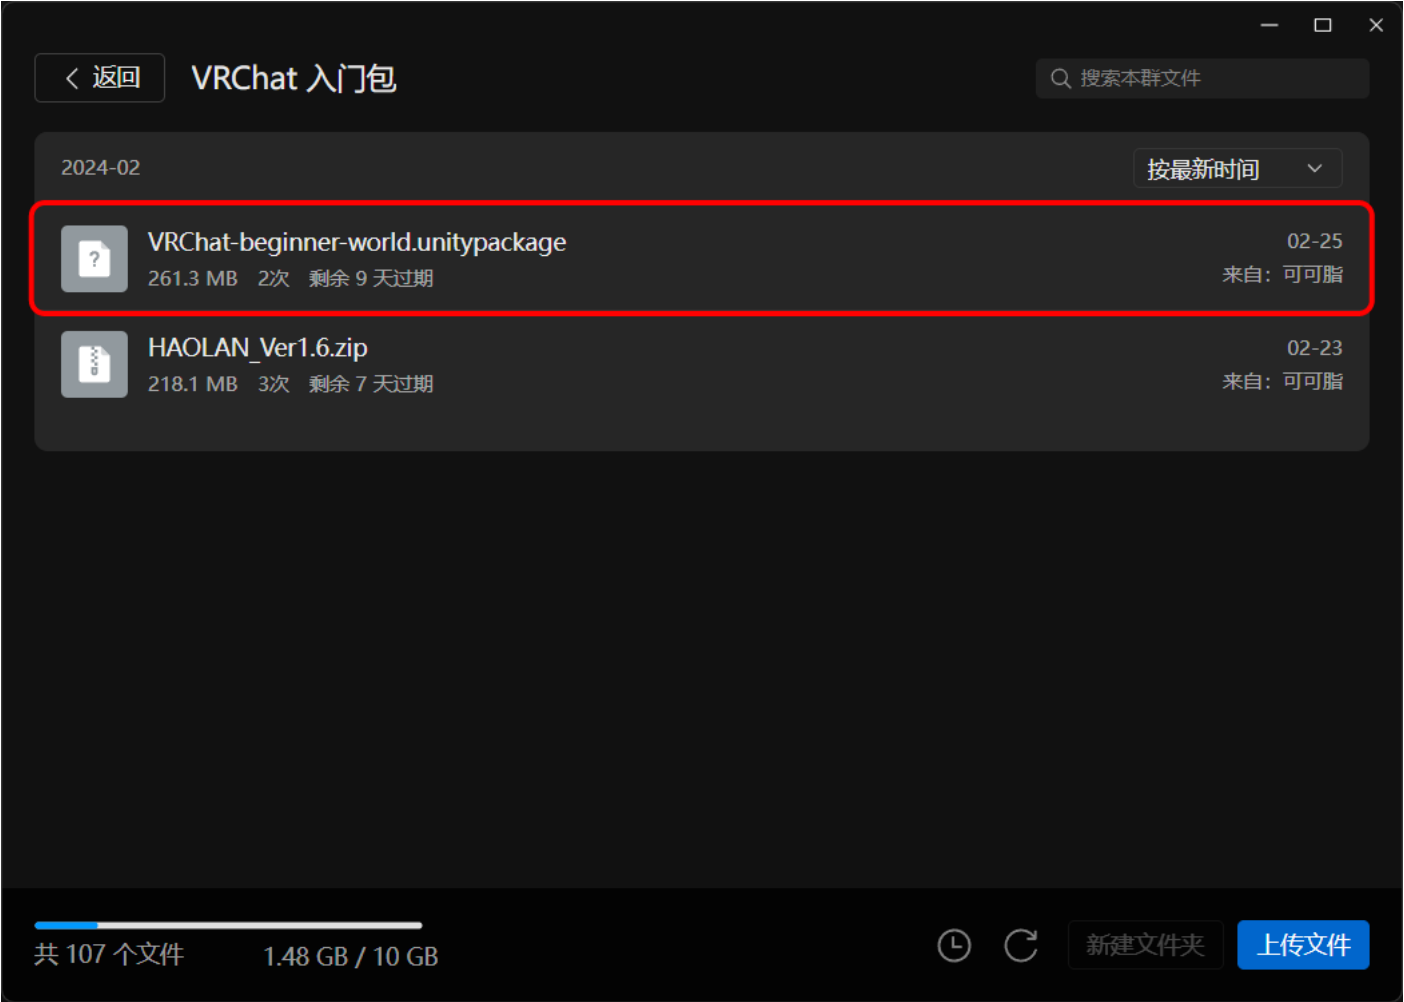 返回
VRChat 入门包
搜索本群文件
2024-02
按最新时间
VRChat-beginner-world.unitypackage
02-25
261.3 MB 2次 剩余 9 天过期
来自：可可脂
HAOLAN_Ver1.6.zip
02-23
218.1 MB 3次 剩余 7 天过期
来自：可可脂
共 107 个文件
1.48 GB / 10 GB
新建文件夹
上传文件